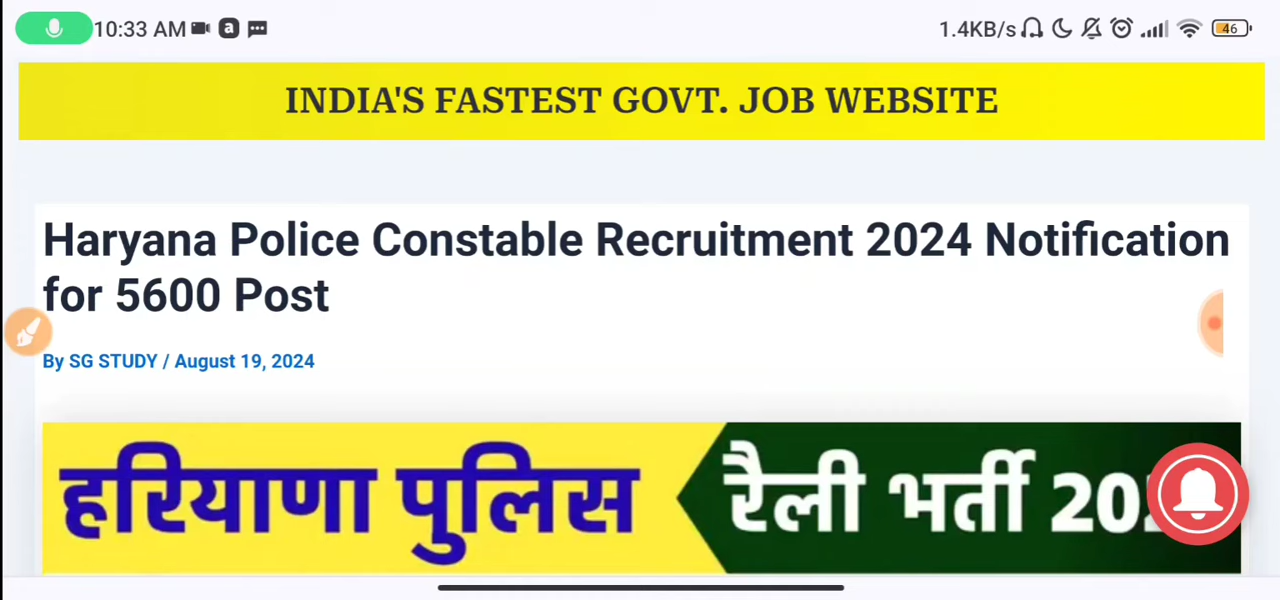 10:33 AM
1.4KB/s
46
INDIA'S FASTEST GOVT. JOB WEBSITE
Haryana Police Constable Recruitment 2024 Notification
for 5600 Post
By SG STUDY / August 19, 2024
हरियाणा पुलिस
रैली भर्ती